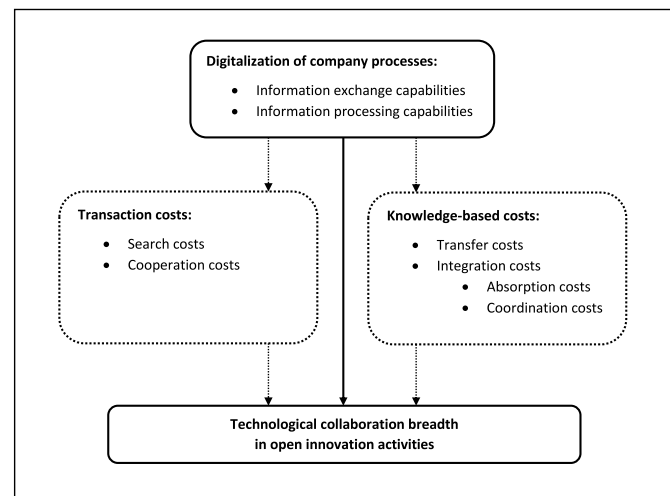 Digitalization of company processes:
• Information exchange capabilities
• Information processing capabilities
Transaction costs:
• Search costs
• Cooperation costs
Knowledge-based costs:
• Transfer costs
• Integration costs
• Absorption costs
• Coordination costs
Technological collaboration breadth
in open innovation activities